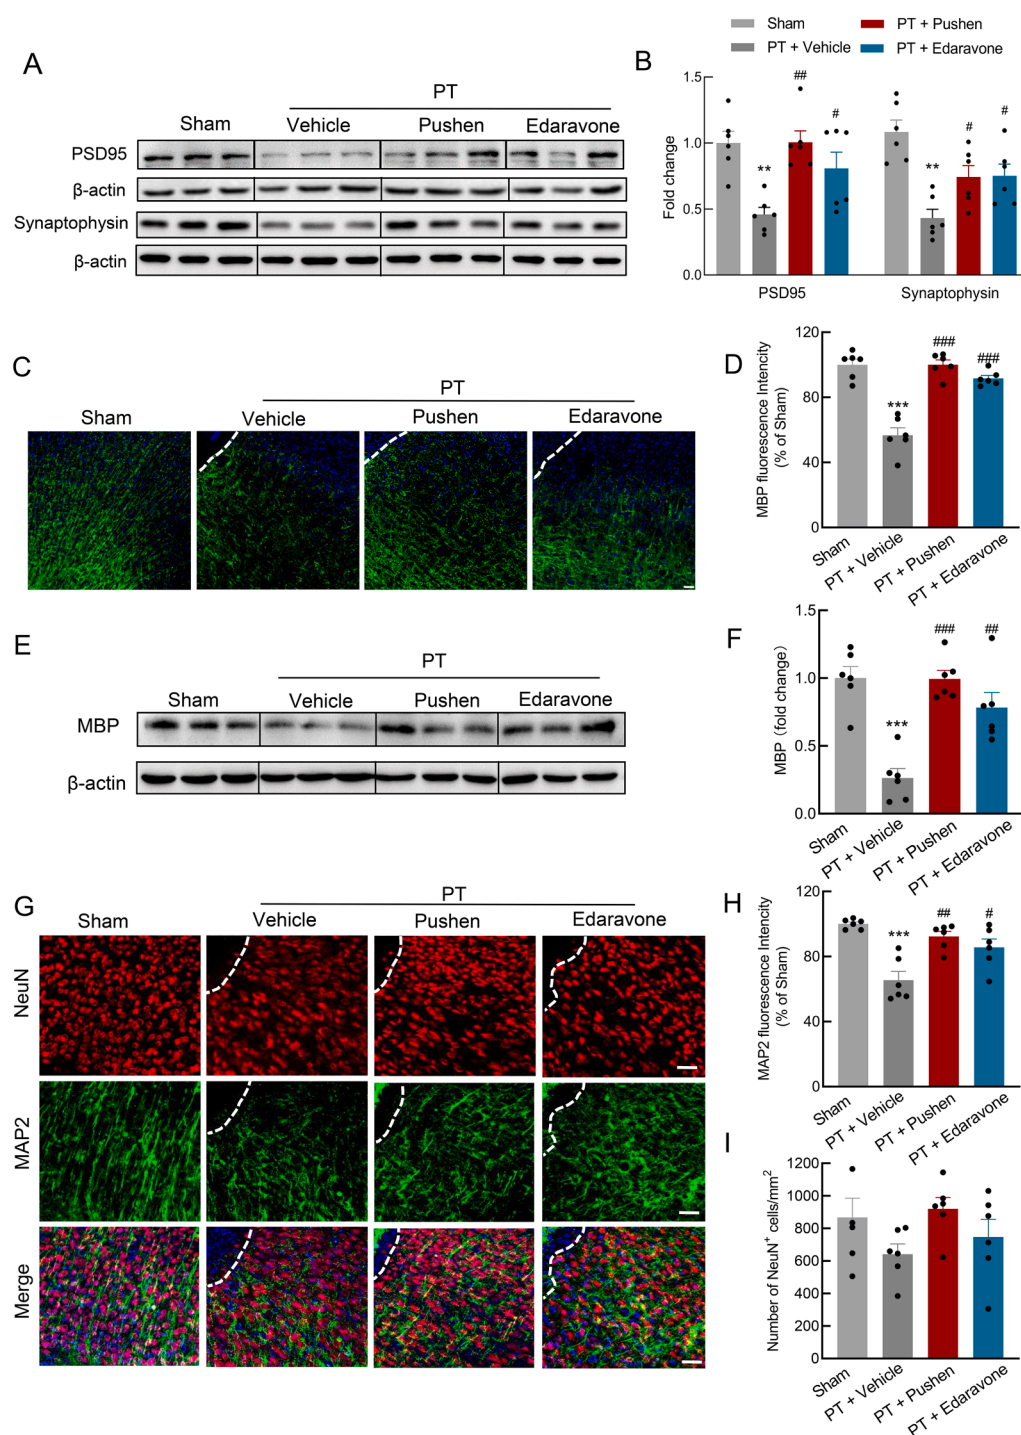 Sham
PT + Pushen
PT + Vehicle
PT + Edaravone
A
PT
Sham
Vehicle
Pushen
Edaravone
PSD95
β-actin
Synaptophysin
β-actin
B
Fold change
1.5
1.0
0.5
0.0
**
##
#
**
#
#
PSD95
Synaptophysin
C
PT
Sham
Vehicle
Pushen
Edaravone
D
MBP fluorescence Intencity
(% of Sham)
120
80
40
0
***
###
###
Sham
PT + Vehicle
PT + Pushen
PT + Edaravone
E
PT
Sham
Vehicle
Pushen
Edaravone
MBP
β-actin
F
MBP (fold change)
1.5
1.0
0.5
0.0
***
###
##
Sham
PT + Vehicle
PT + Pushen
PT + Edaravone
G
PT
Sham
Vehicle
Pushen
Edaravone
NeuN
MAP2
Merge
H
MAP2 fluorescence Intencity
(% of Sham)
120
80
40
0
***
##
#
Sham
PT + Vehicle
PT + Pushen
PT + Edaravone
I
Number of NeuN⁺ cells/mm²
1200
1000
800
600
400
200
0
Sham
PT + Vehicle
PT + Pushen
PT + Edaravone